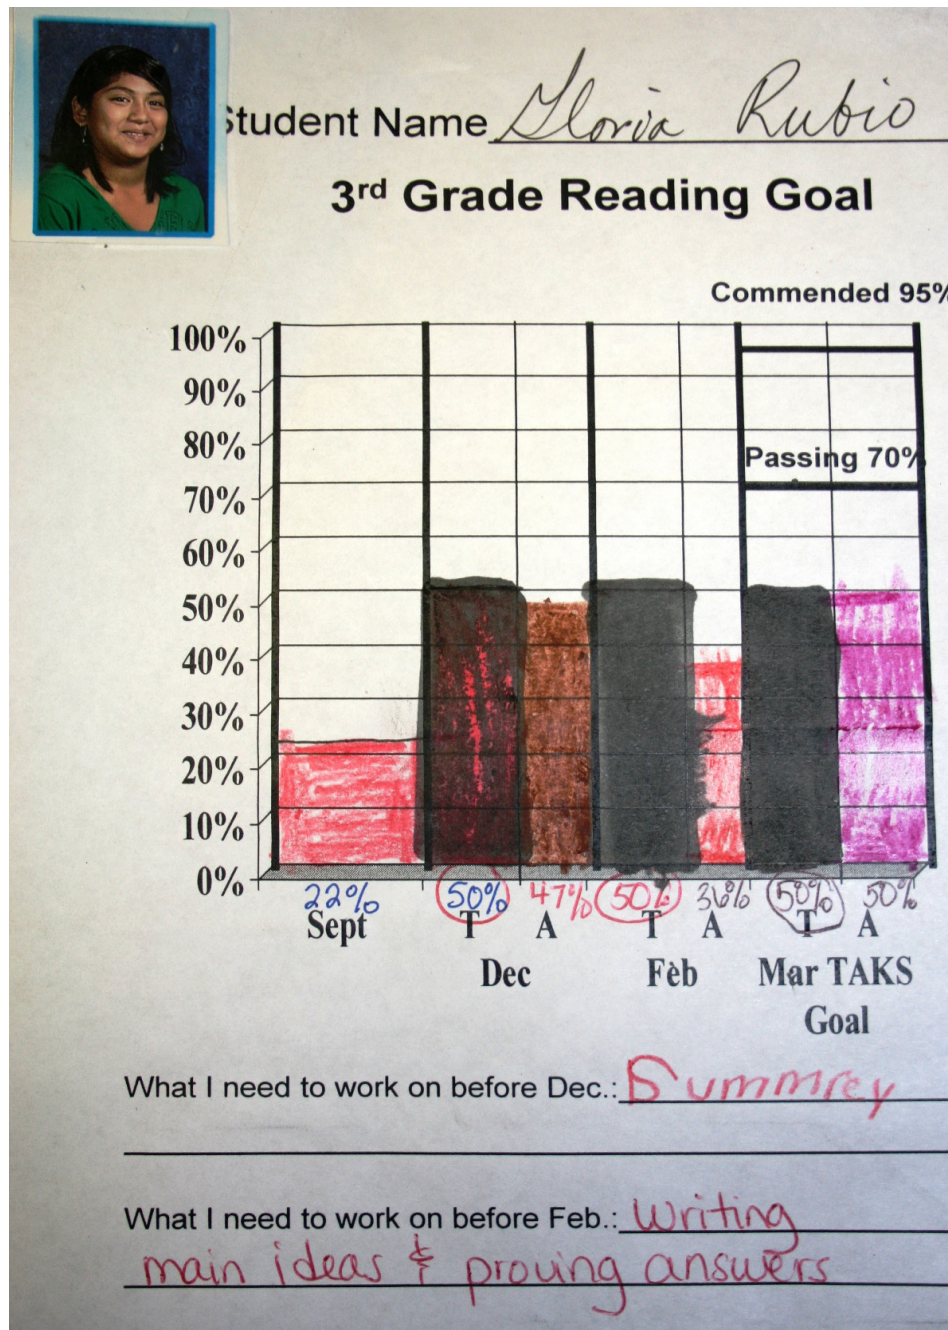 Student Name Gloria Rubio
3rd Grade Reading Goal
Commended 95%
100%
90%
80%
Passing 70%
70%
60%
50%
40%
30%
20%
10%
0%
22% 50% 47% 50% 36% 50% 50%
Sept T A T A T A
Dec Feb Mar TAKS
Goal
What I need to work on before Dec.: Summrey
What I need to work on before Feb.: Writing
main ideas & proving answers